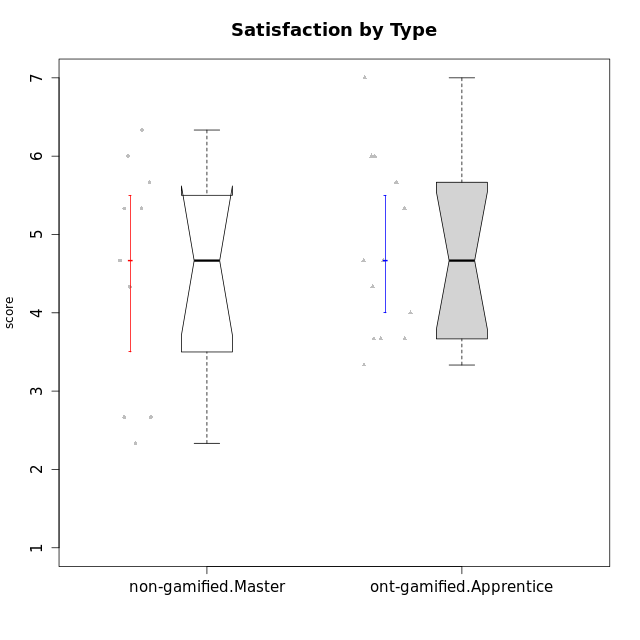 Satisfaction by Type
score
7
6
5
4
3
2
1
non-gamified.Master
ont-gamified.Apprentice